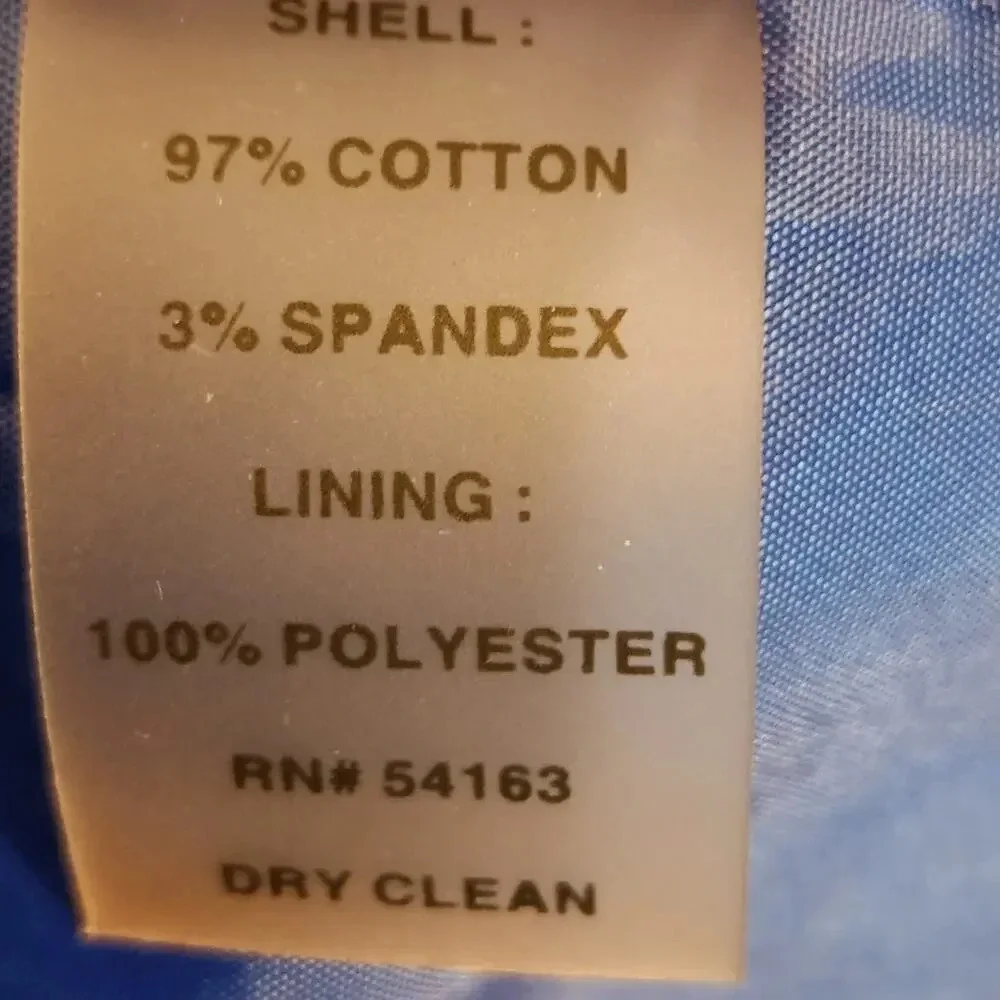 SHELL :
97% COTTON
3% SPANDEX
LINING :
100% POLYESTER
RN# 54163
DRY CLEAN